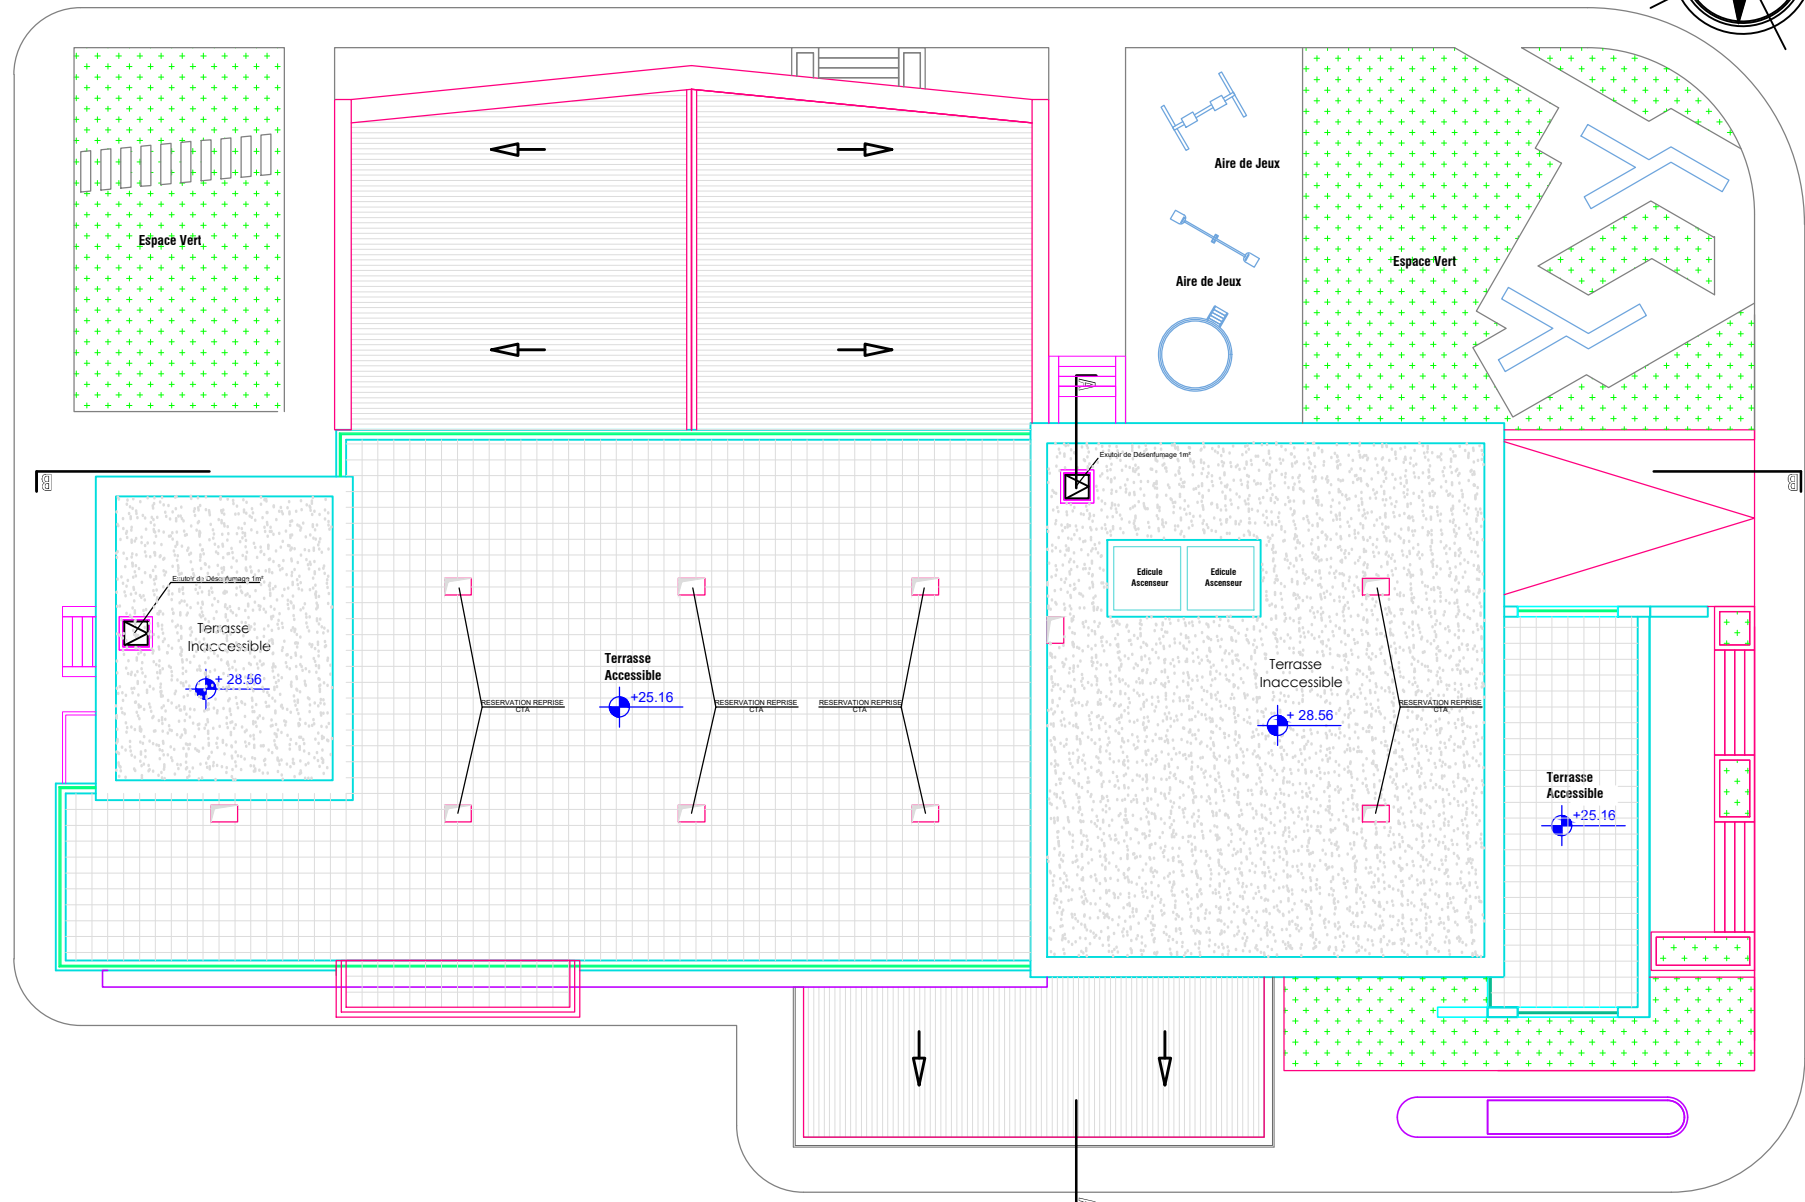 Aire de Jeux
Espace Vert
Espace Vert
Aire de Jeux
A
Exutoir de Désenfumage 1m²
B
B
Edicule
Ascenseur
Edicule
Ascenseur
Exutoir de Désenfumage 1m²
Terrasse
Inaccessible
+ 28.56
Terrasse
Accessible
+25.16
RESERVATION REPRISE
CTA
RESERVATION REPRISE
CTA
RESERVATION REPRISE
CTA
Terrasse
Inaccessible
+ 28.56
RESERVATION REPRISE
CTA
Terrasse
Accessible
+25.16